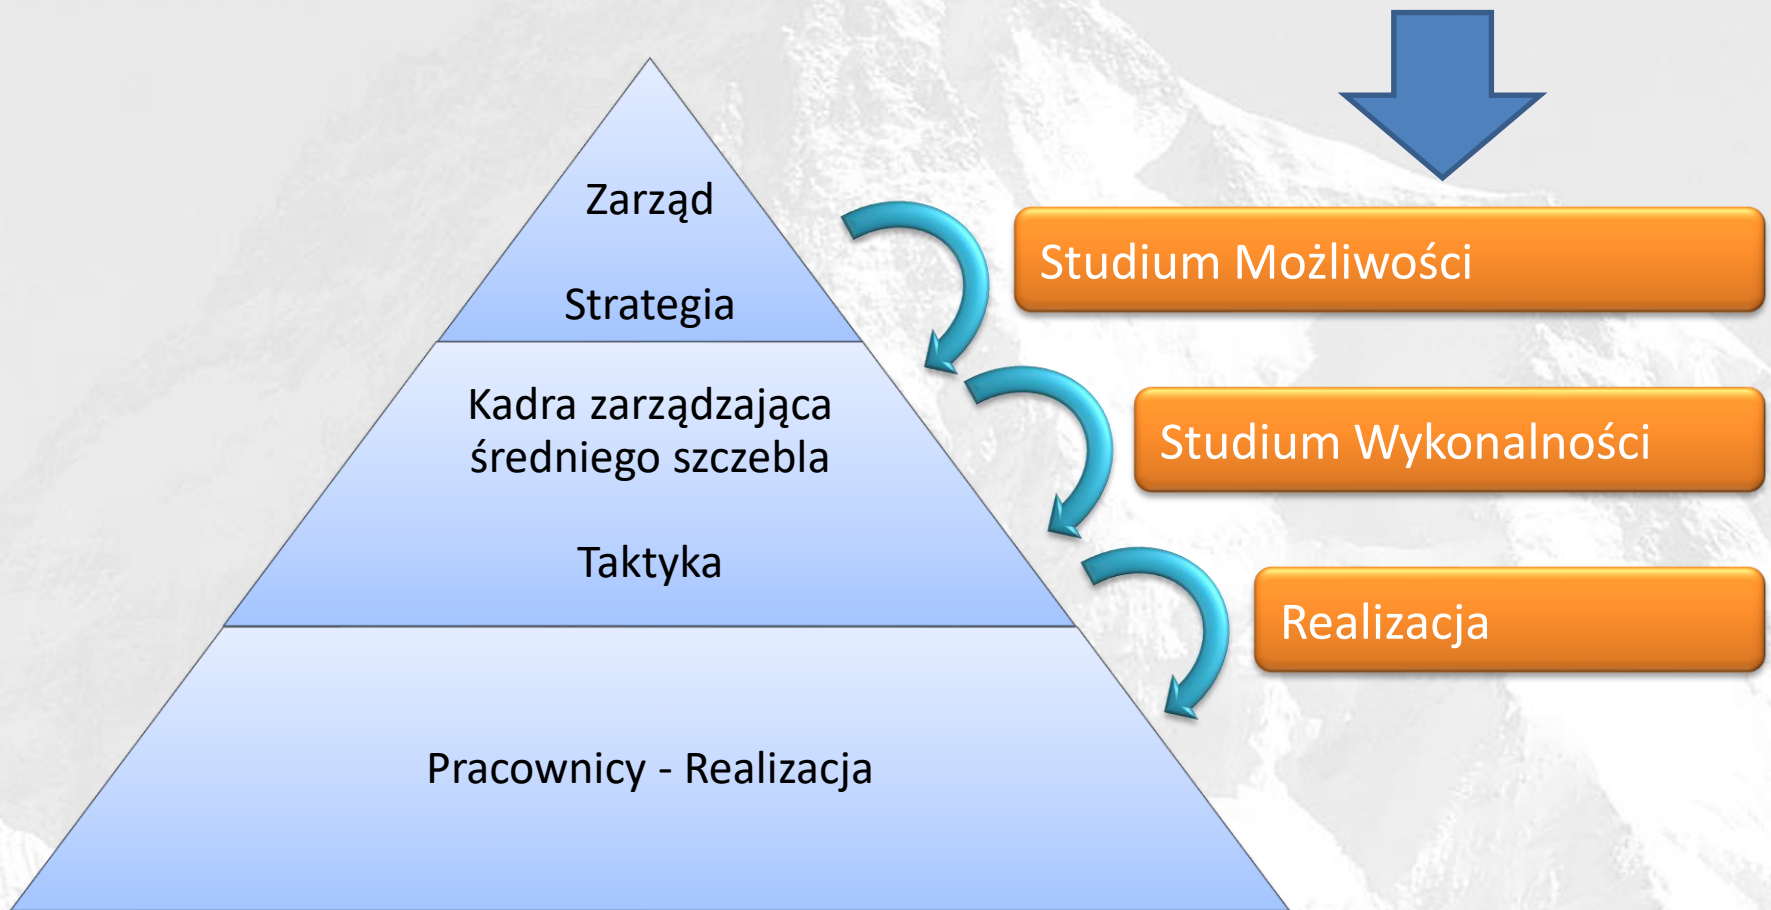 Zarząd
Strategia
Kadra zarządzająca
średniego szczebla
Taktyka
Pracownicy - Realizacja
Studium Możliwości
Studium Wykonalności
Realizacja